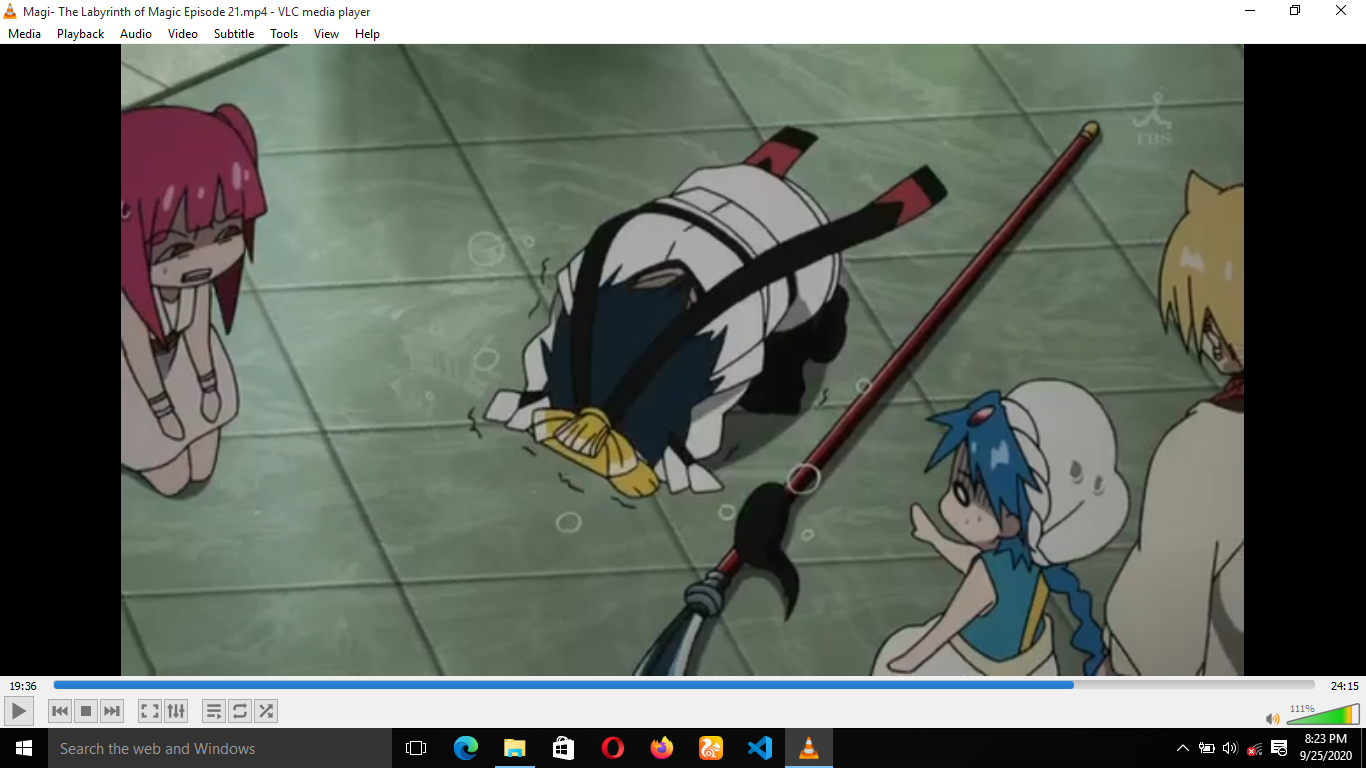 Magi- The Labyrinth of Magic Episode 21.mp4 - VLC media player
Media Playback Audio Video Subtitle Tools View Help
TBS
19:36
24:15
111%
Search the web and Windows
8:23 PM
9/25/2020